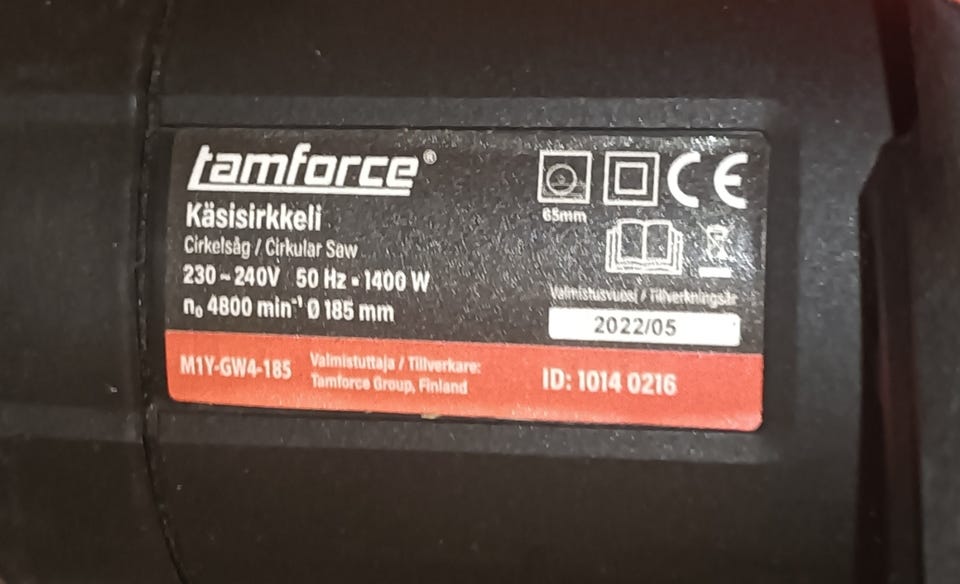 tamforce®
Käsisirkkeli
Cirkelsåg / Cirkular Saw
230 ~ 240V 50 Hz • 1400 W
n₀ 4800 min⁻¹ Ø 185 mm
65mm
CE
Valmistusvuosi / Tillverkningsår
2022/05
M1Y-GW4-185
Valmistuttaja / Tillverkare:
Tamforce Group, Finland
ID: 1014 0216